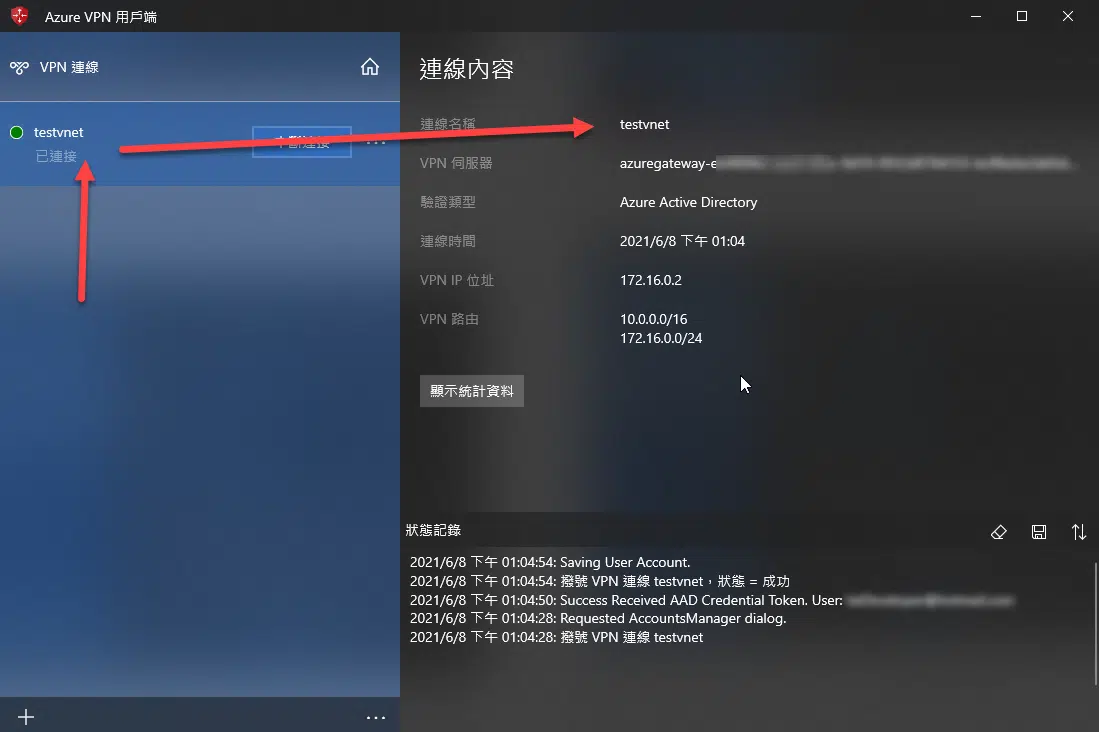 Azure VPN 用戶端
VPN 連線
testvnet
已連接
連線內容
連線名稱 testvnet
VPN 伺服器 azuregateway-e
驗證類型 Azure Active Directory
連線時間 2021/6/8 下午 01:04
VPN IP 位址 172.16.0.2
VPN 路由 10.0.0.0/16
172.16.0.0/24
顯示統計資料
狀態記錄
2021/6/8 下午 01:04:54: Saving User Account.
2021/6/8 下午 01:04:54: 撥號 VPN 連線 testvnet，狀態 = 成功
2021/6/8 下午 01:04:50: Success Received AAD Credential Token. User:
2021/6/8 下午 01:04:28: Requested AccountsManager dialog.
2021/6/8 下午 01:04:28: 撥號 VPN 連線 testvnet